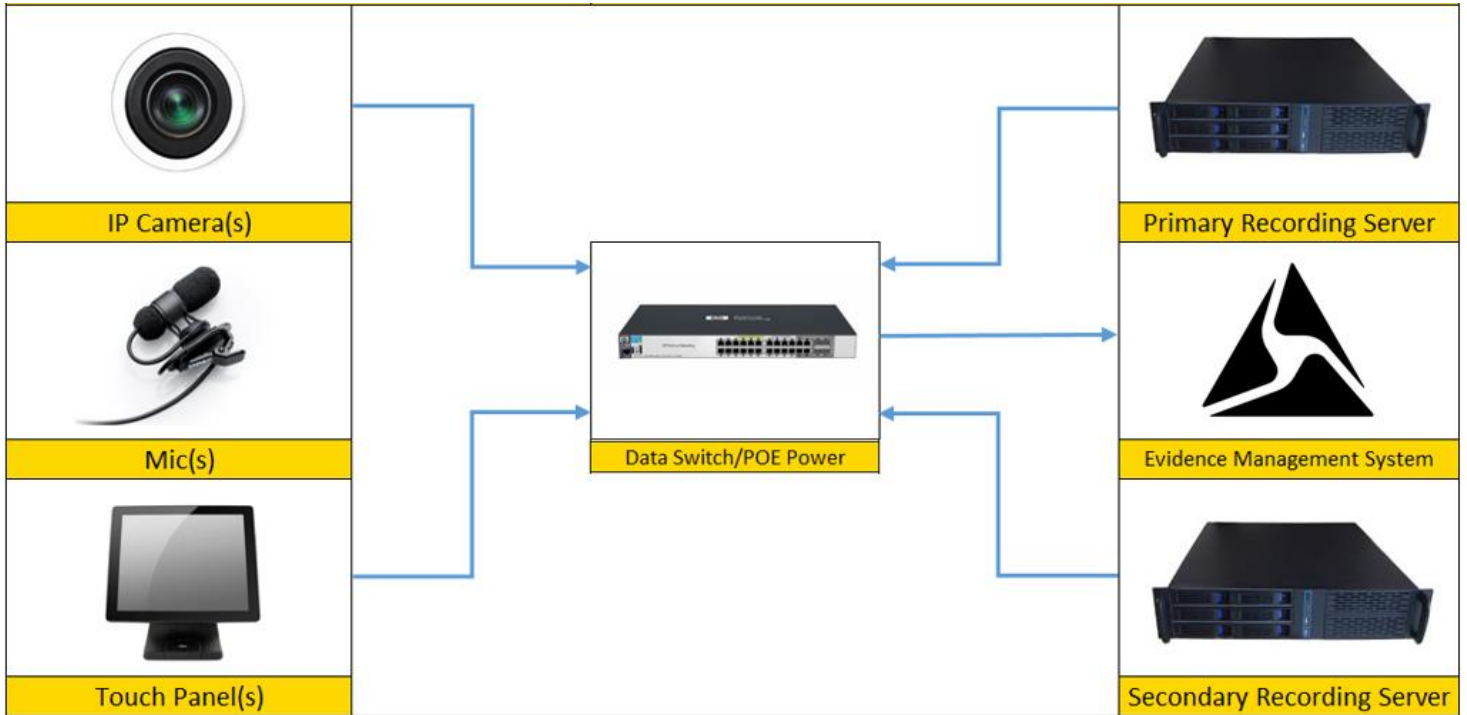 IP Camera(s)
Mic(s)
Touch Panel(s)
Data Switch/POE Power
Primary Recording Server
Evidence Management System
Secondary Recording Server